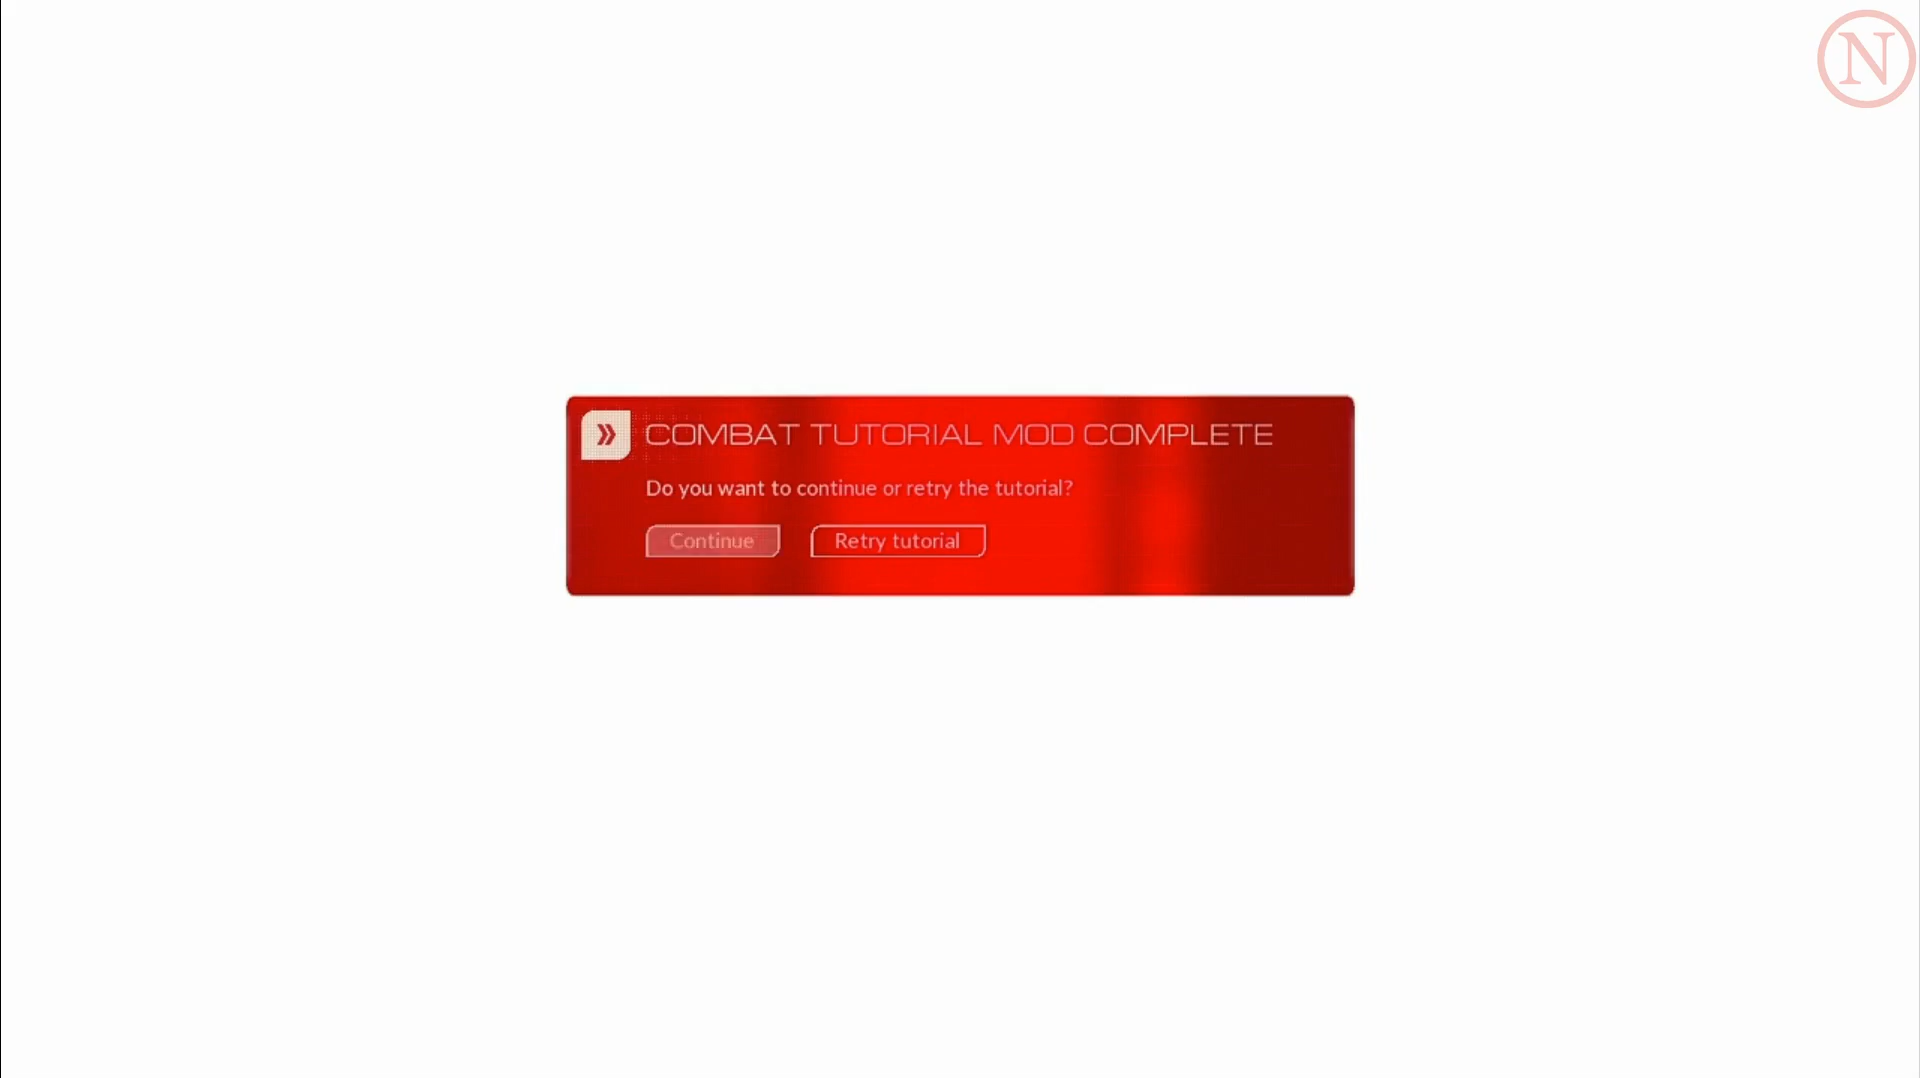 N
COMBAT TUTORIAL MOD COMPLETE
Do you want to continue or retry the tutorial?
Continue
Retry tutorial